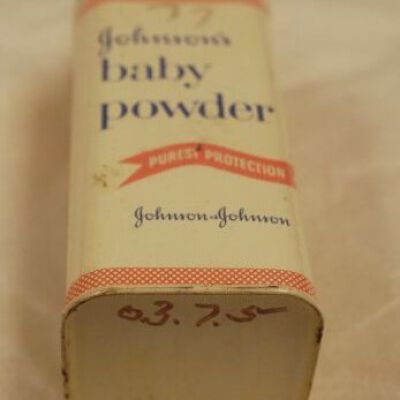 Johnson's
baby
powder
PUREST PROTECTION
Johnson & Johnson
03.7.5